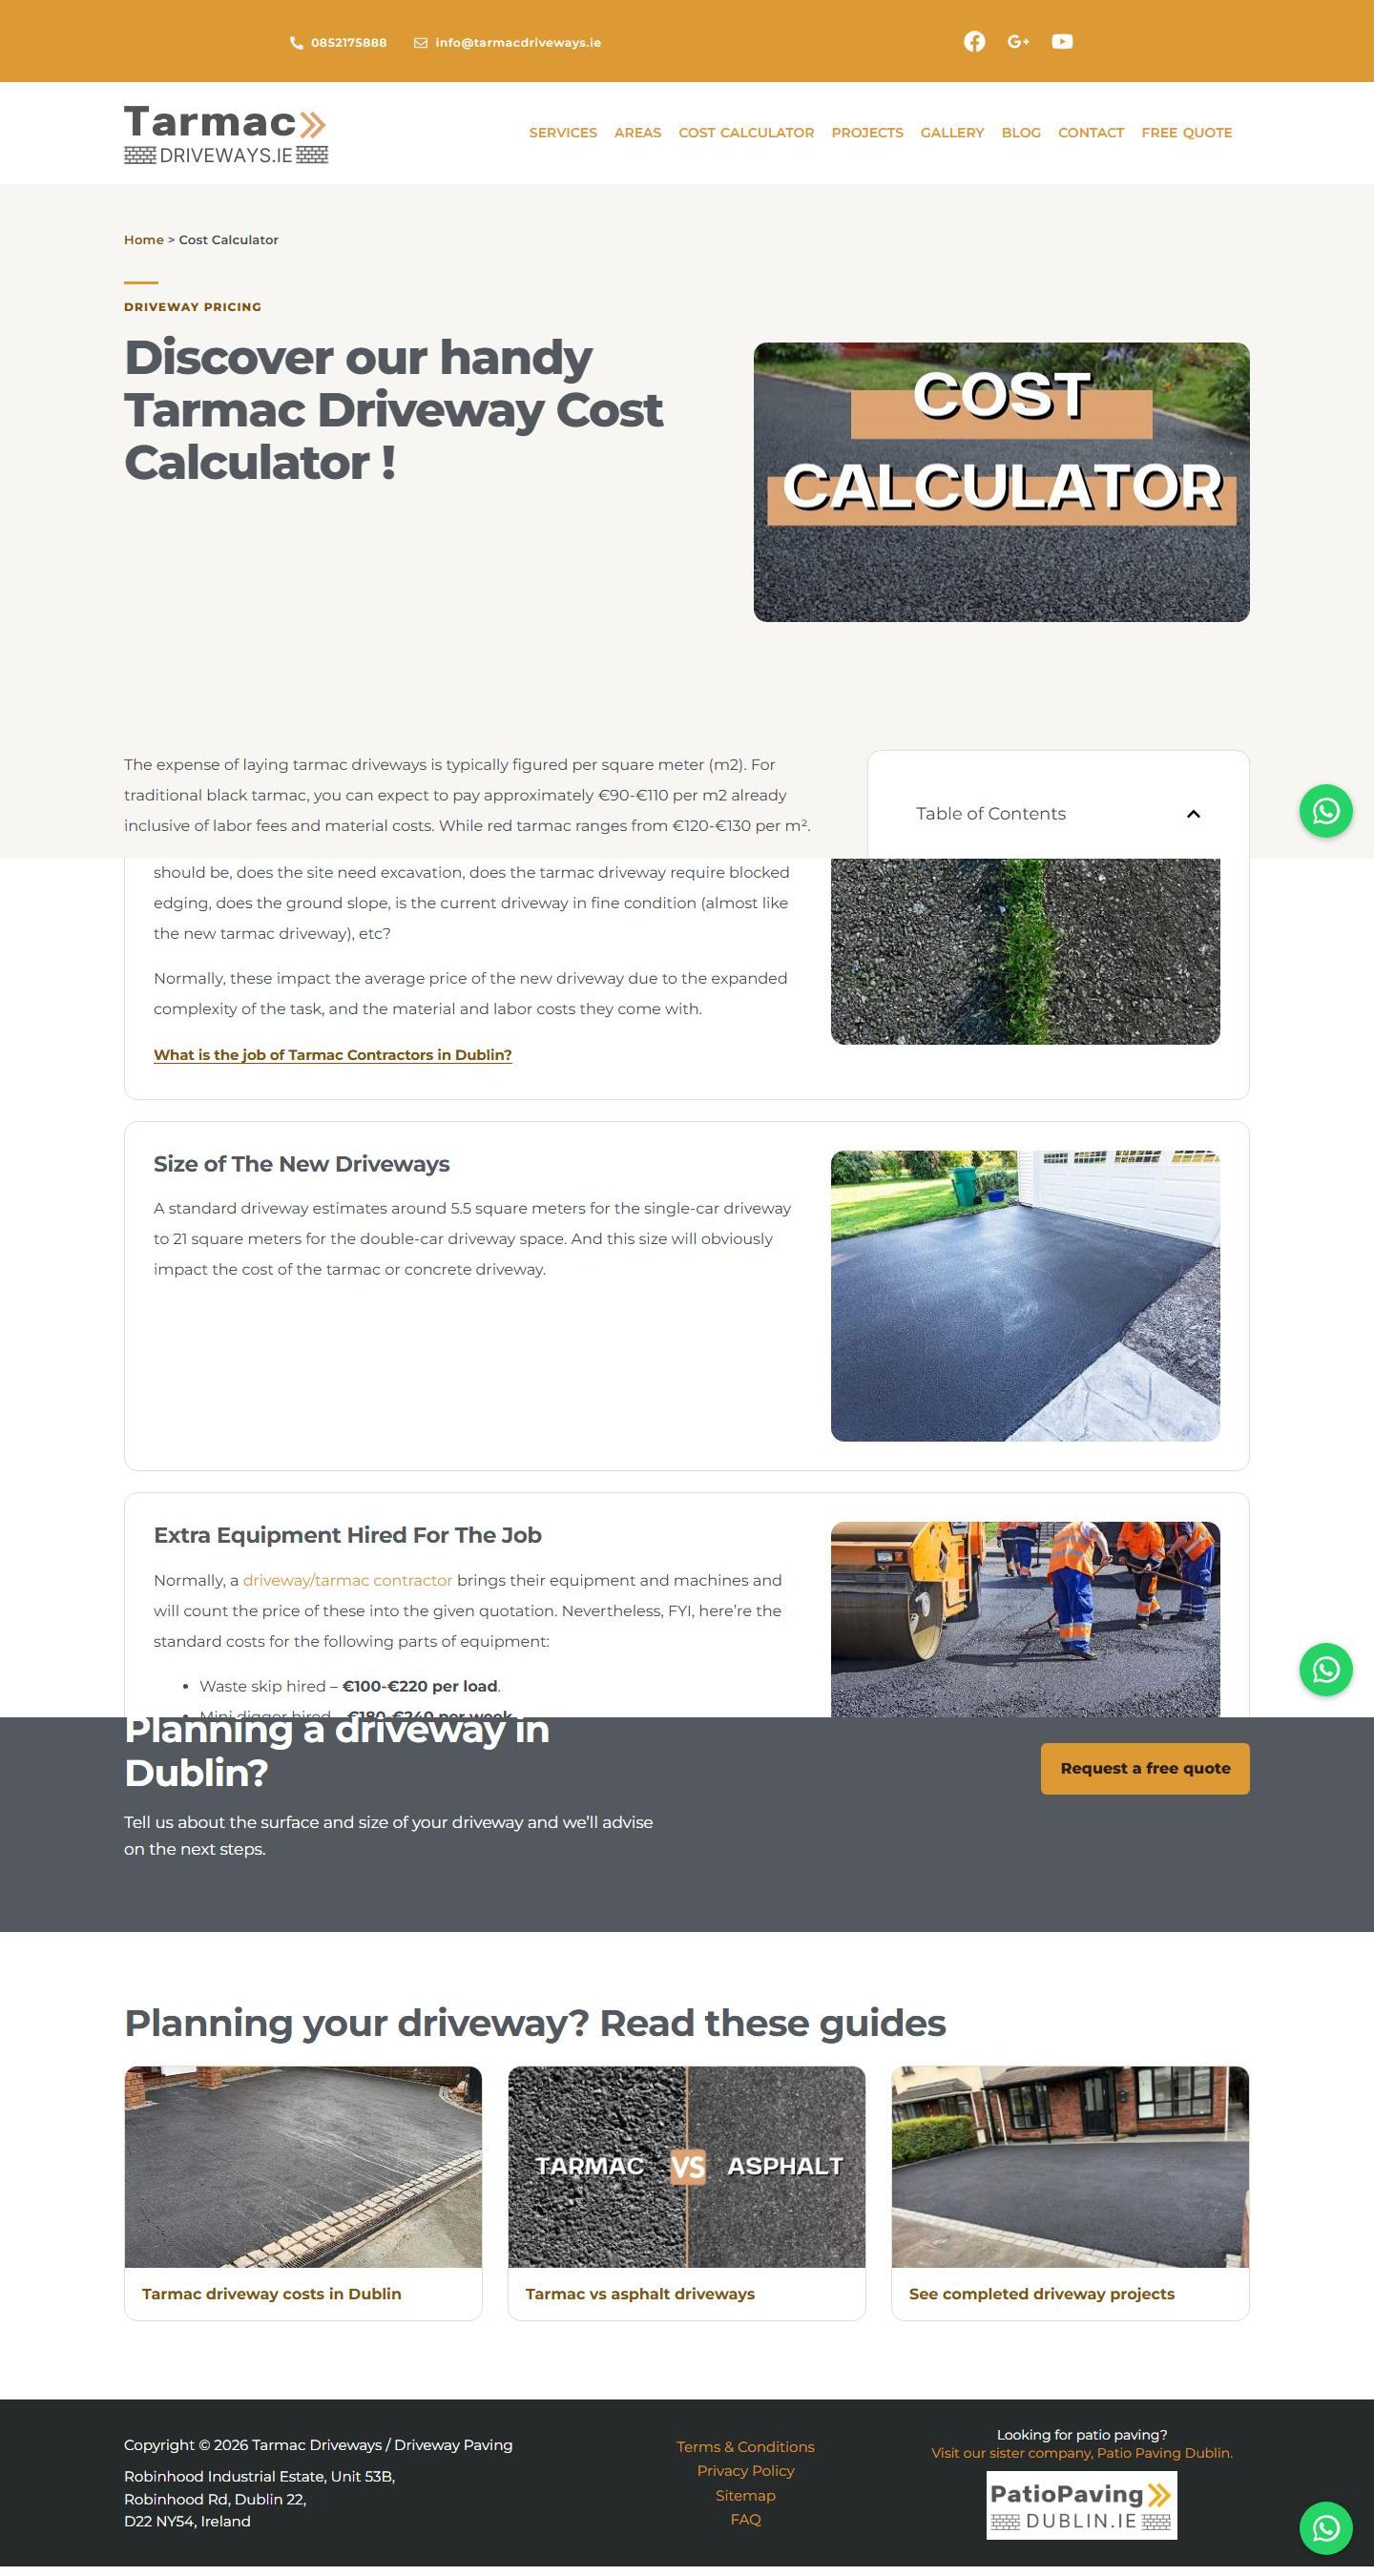 0852175888 info@tarmacdriveways.ie
Tarmac
DRIVEWAYS.IE
SERVICES AREAS COST CALCULATOR PROJECTS GALLERY BLOG CONTACT FREE QUOTE
Home > Cost Calculator
DRIVEWAY PRICING
Discover our handy
Tarmac Driveway Cost
Calculator !
COST
CALCULATOR
The expense of laying tarmac driveways is typically figured per square meter (m2). For
traditional black tarmac, you can expect to pay approximately €90-€110 per m2 already
inclusive of labor fees and material costs. While red tarmac ranges from €120-€130 per m².
Table of Contents
should be, does the site need excavation, does the tarmac driveway require blocked
edging, does the ground slope, is the current driveway in fine condition (almost like
the new tarmac driveway), etc?
Normally, these impact the average price of the new driveway due to the expanded
complexity of the task, and the material and labor costs they come with.
What is the job of Tarmac Contractors in Dublin?
Size of The New Driveways
A standard driveway estimates around 5.5 square meters for the single-car driveway
to 21 square meters for the double-car driveway space. And this size will obviously
impact the cost of the tarmac or concrete driveway.
Extra Equipment Hired For The Job
Normally, a driveway/tarmac contractor brings their equipment and machines and
will count the price of these into the given quotation. Nevertheless, FYI, here’re the
standard costs for the following parts of equipment:
• Waste skip hired – €100-€220 per load.
• Mini digger hired – €180-€240 per week
Planning a driveway in
Dublin?
Tell us about the surface and size of your driveway and we’ll advise
on the next steps.
Request a free quote
Planning your driveway? Read these guides
TARMAC VS ASPHALT
Tarmac driveway costs in Dublin
Tarmac vs asphalt driveways
See completed driveway projects
Copyright © 2026 Tarmac Driveways / Driveway Paving
Robinhood Industrial Estate, Unit 53B,
Robinhood Rd, Dublin 22,
D22 NY54, Ireland
Terms & Conditions
Privacy Policy
Sitemap
FAQ
Looking for patio paving?
Visit our sister company, Patio Paving Dublin.
PatioPaving
DUBLIN.IE